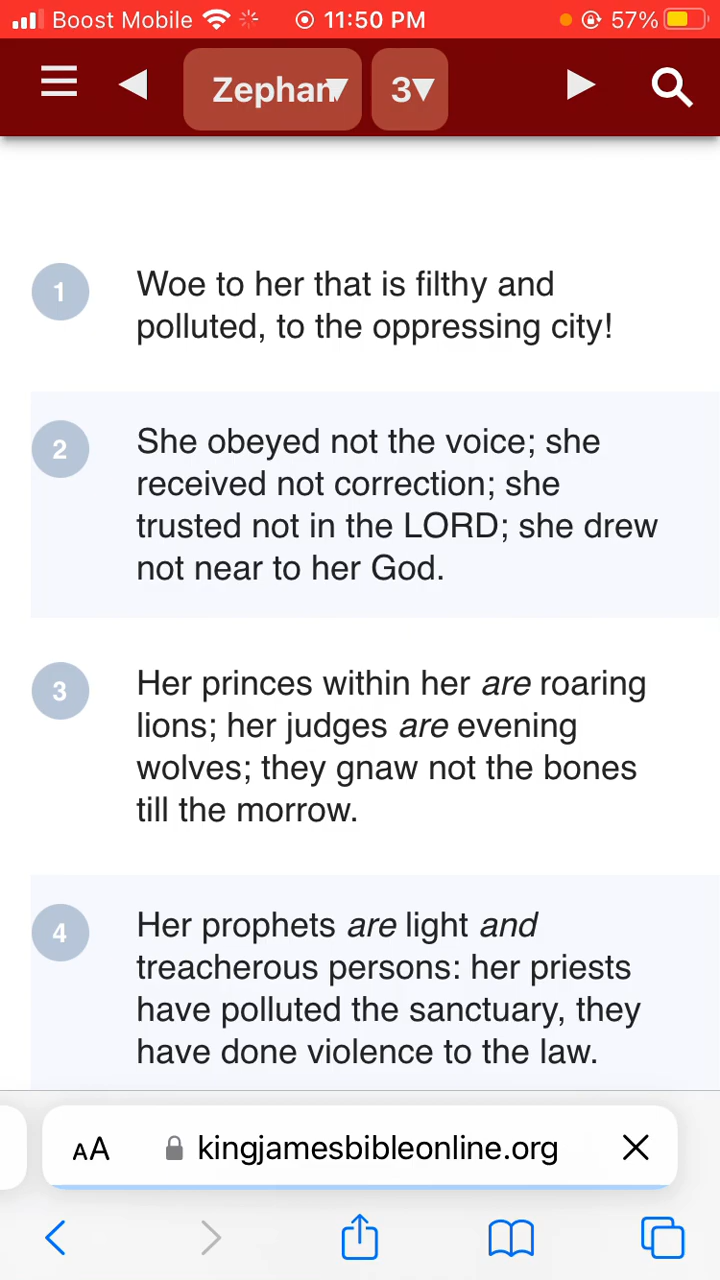 Boost Mobile 11:50 PM 57%
Zephan 3
1 Woe to her that is filthy and
polluted, to the oppressing city!
2 She obeyed not the voice; she
received not correction; she
trusted not in the LORD; she drew
not near to her God.
3 Her princes within her are roaring
lions; her judges are evening
wolves; they gnaw not the bones
till the morrow.
4 Her prophets are light and
treacherous persons: her priests
have polluted the sanctuary, they
have done violence to the law.
AA kingjamesbibleonline.org